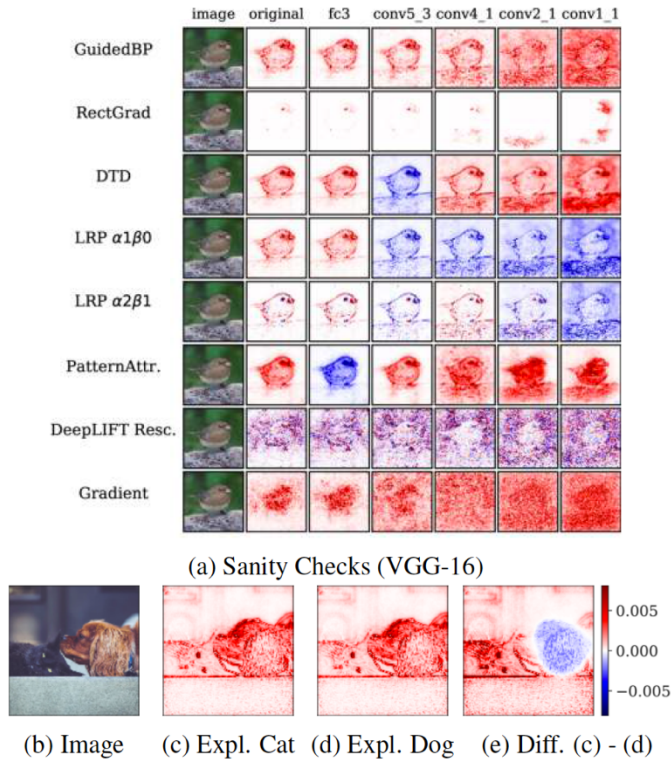 image original fc3 conv5_3 conv4_1 conv2_1 conv1_1
GuidedBP
RectGrad
DTD
LRP α1β0
LRP α2β1
PatternAttr.
DeepLIFT Resc.
Gradient
(a) Sanity Checks (VGG-16)
0.005
0.000
−0.005
(b) Image (c) Expl. Cat (d) Expl. Dog (e) Diff. (c) - (d)